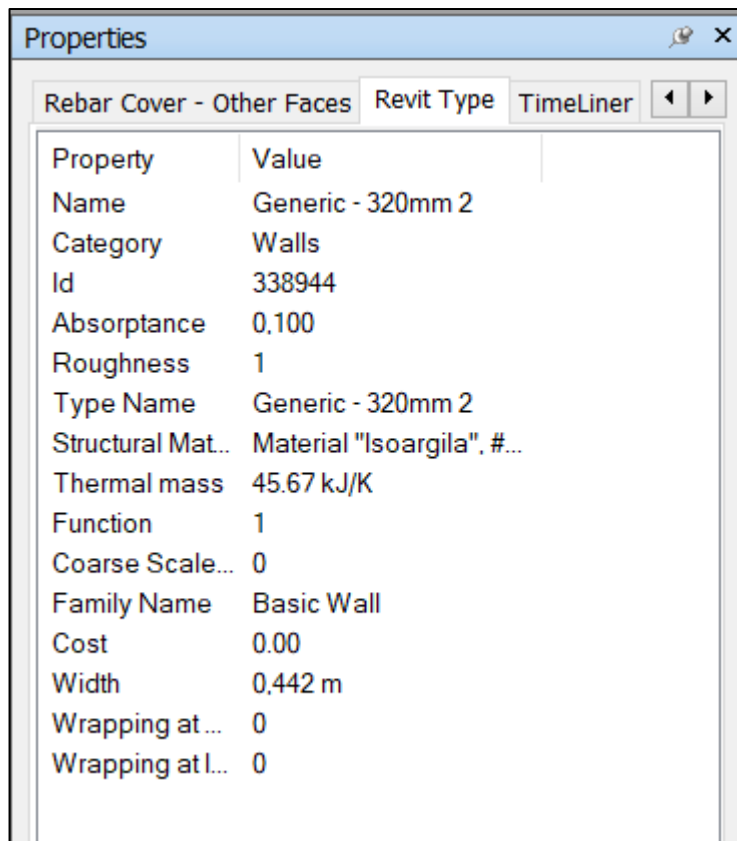 Properties
Rebar Cover - Other Faces Revit Type TimeLiner
Property Value
Name Generic - 320mm 2
Category Walls
Id 338944
Absorptance 0,100
Roughness 1
Type Name Generic - 320mm 2
Structural Mat... Material "Isoargila", #...
Thermal mass 45.67 kJ/K
Function 1
Coarse Scale... 0
Family Name Basic Wall
Cost 0.00
Width 0,442 m
Wrapping at ... 0
Wrapping at I... 0